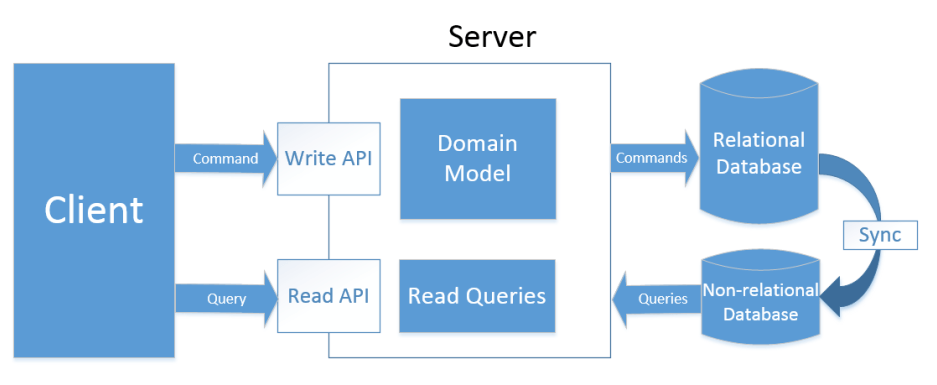 Server
Client
Command
Write API
Domain
Model
Commands
Relational
Database
Sync
Query
Read API
Read Queries
Queries
Non-relational
Database